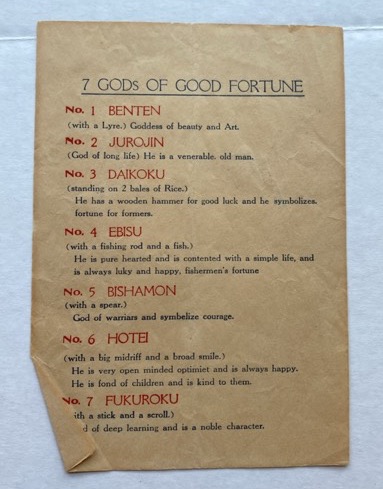 7 GODS OF GOOD FORTUNE
No. 1 BENTEN
(with a Lyre.) Goddess of beauty and Art.
No. 2 JUROJIN
(God of long life) He is a venerable. old man.
No. 3 DAIKOKU
(standing on 2 bales of Rice.)
He has a wooden hammer for good luck and he symbolizes.
fortune for formers.
No. 4 EBISU
(with a fishing rod and a fish.)
He is pure hearted and is contented with a simple life, and
is always luky and happy, fishermen's fortune
No. 5 BISHAMON
(with a spear.)
God of warriars and symbelize courage.
No. 6 HOTEI
(with a big midriff and a broad smile.)
He is very open minded optimiet and is always happy.
He is fond of children and is kind to them.
No. 7 FUKUROKU
a stick and a scroll.)
of deep learning and is a noble character.